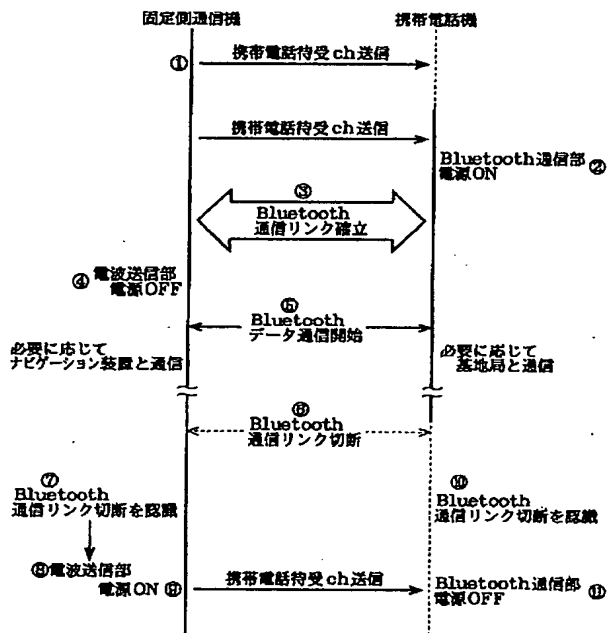 固定側通信機
携帯電話機
①
携帯電話待受ch送信
携帯電話待受ch送信
Bluetooth通信部
電源ON ②
③
Bluetooth
通信リンク確立
④ 電波送信部
電源OFF
⑤
Bluetooth
データ通信開始
必要に応じて
ナビゲーション装置と通信
必要に応じて
基地局と通信
⑥
Bluetooth
通信リンク切断
⑦
Bluetooth
通信リンク切断を認識
⑩
Bluetooth
通信リンク切断を認識
⑧電波送信部
電源ON ⑨
携帯電話待受ch送信
Bluetooth通信部
電源OFF ⑪